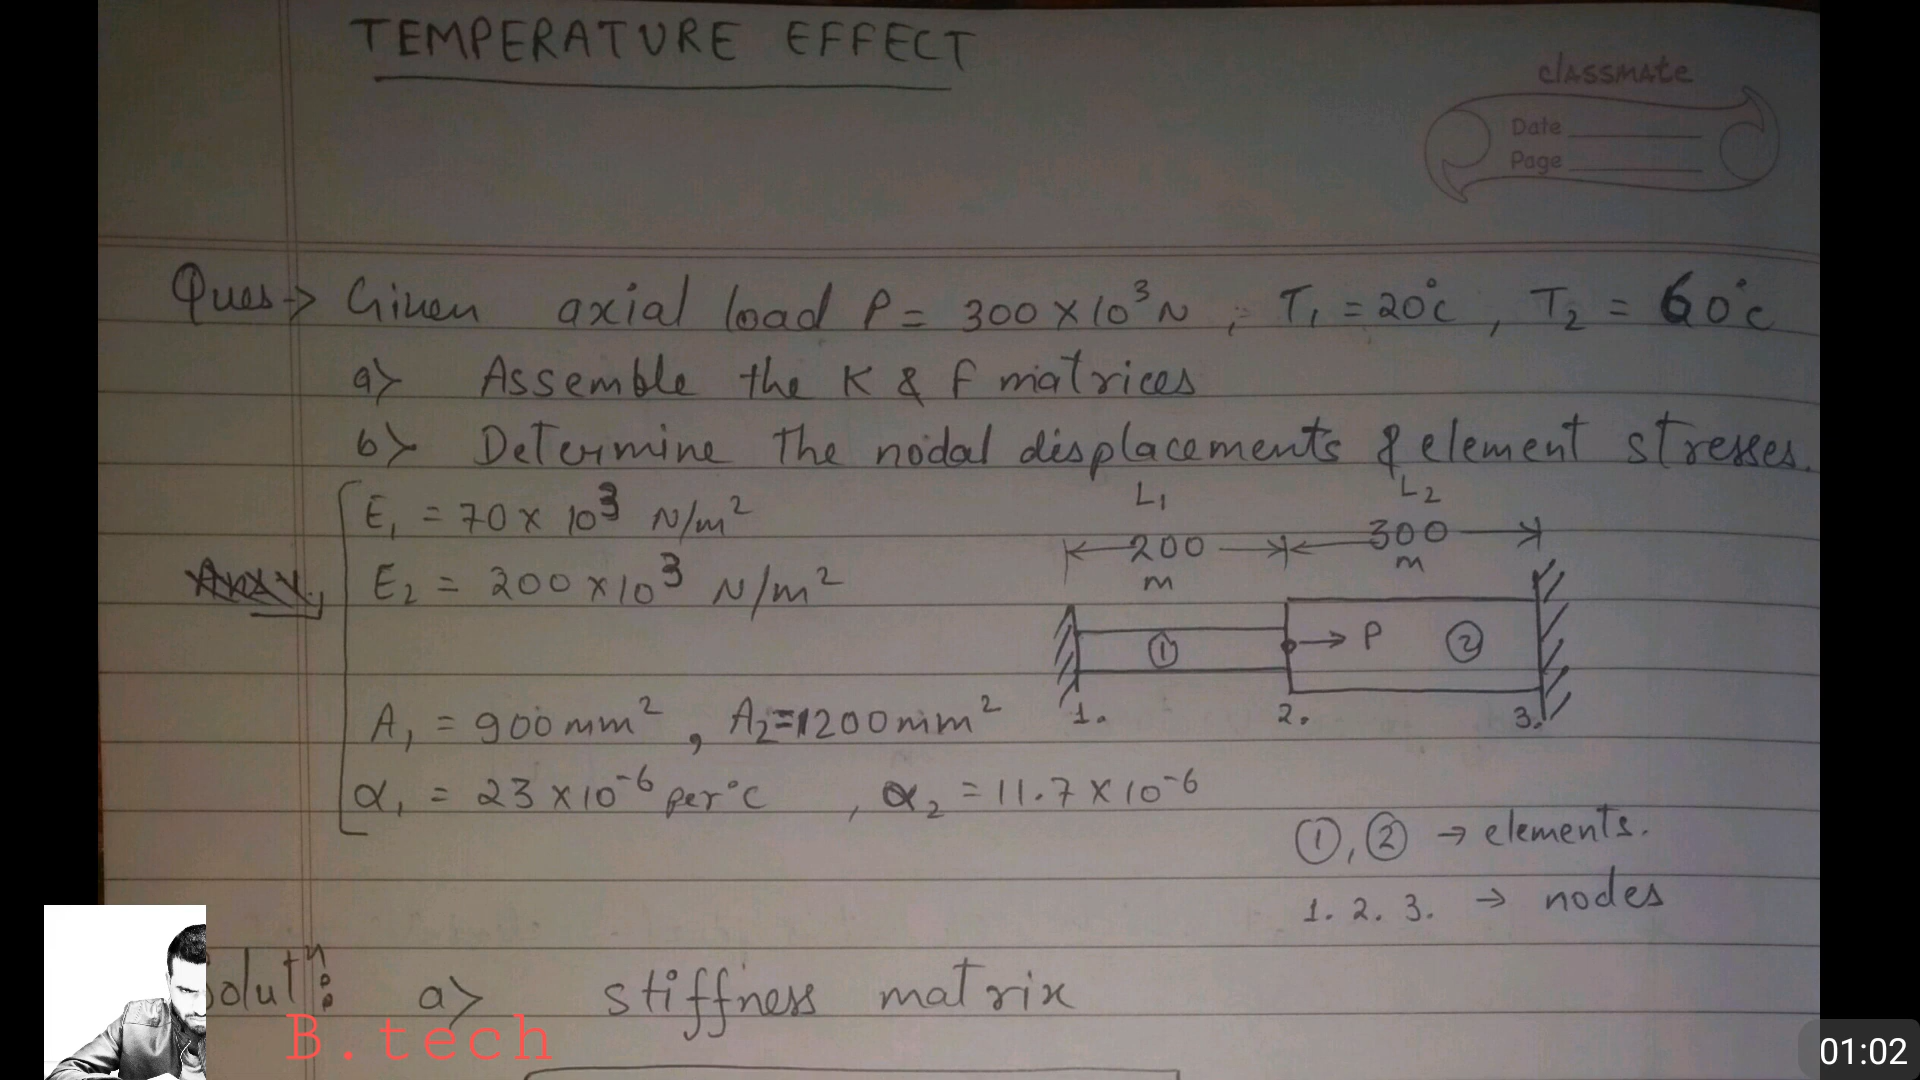 TEMPERATURE EFFECT
classmate
Date
Page
Ques → Given axial load P = 300 × 10³ N, T₁ = 20°C, T₂ = 60°C
a> Assemble the K & F matrices
b> Determine the nodal displacements & element stresses.
E₁ = 70 × 10³ N/m²
E₂ = 200 × 10³ N/m²
A₁ = 900 mm², A₂ = 1200 mm²
α₁ = 23 × 10⁻⁶ per °C, α₂ = 11.7 × 10⁻⁶
L₁ L₂
200 300
m m
① P ②
1. 2. 3.
①, ② → elements.
1. 2. 3. → nodes
olutⁿ: a> stiffness matrix
B.tech
01:02